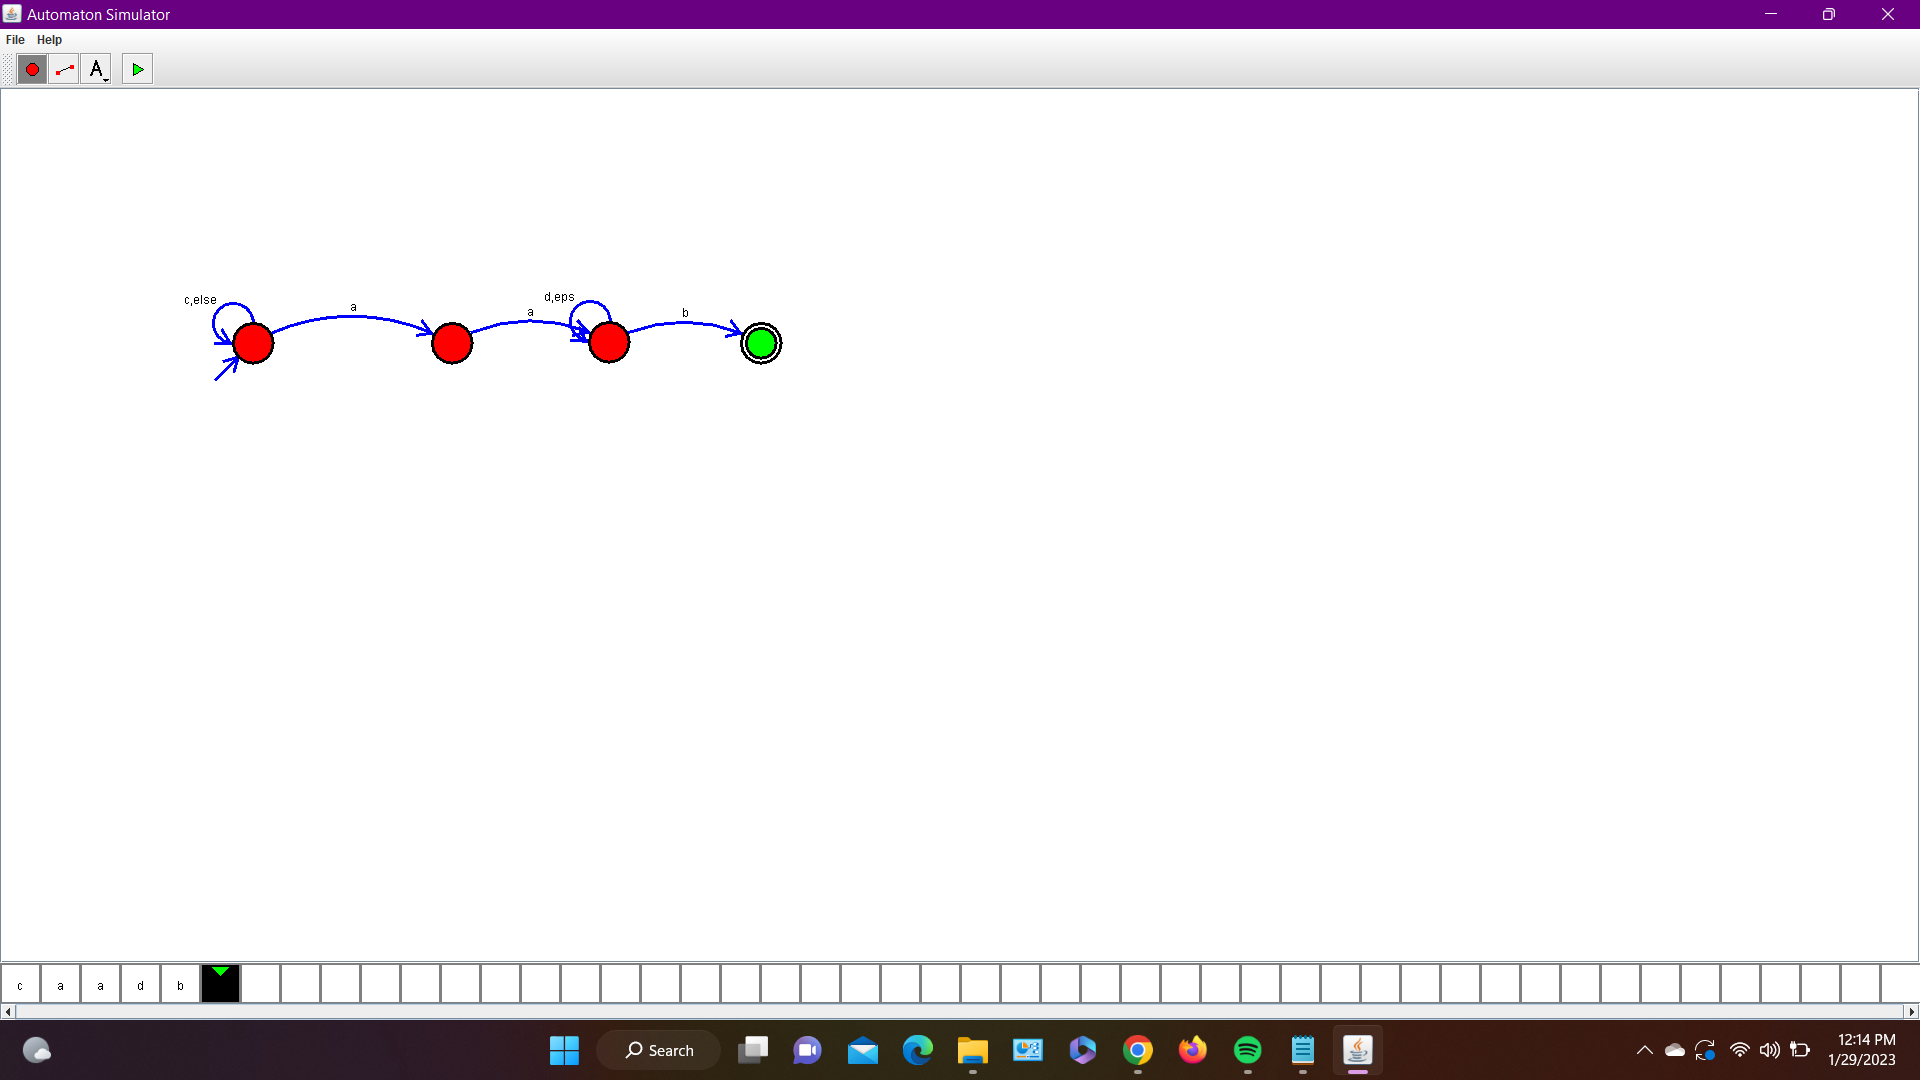 Automaton Simulator
File Help
A
c,else
a
a
d,eps
b
c a a d b
Search
12:14 PM
1/29/2023